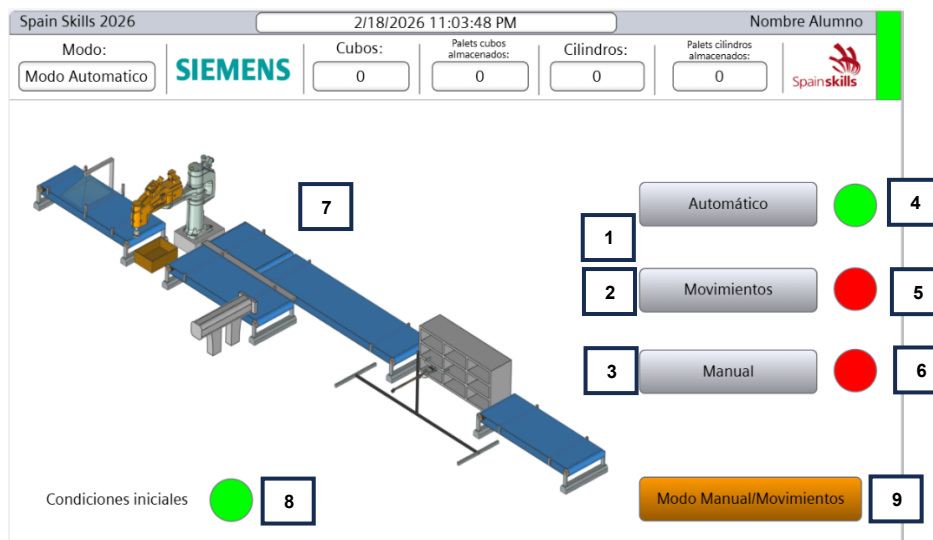 Spain Skills 2026
2/18/2026 11:03:48 PM
Nombre Alumno
Modo:
Modo Automatico
SIEMENS
Cubos:
0
Palets cubos
almacenados:
0
Cilindros:
0
Palets cilindros
almacenados:
0
Spainskills
7
Automático
4
1
2
Movimientos
5
3
Manual
6
Condiciones iniciales
8
Modo Manual/Movimientos
9